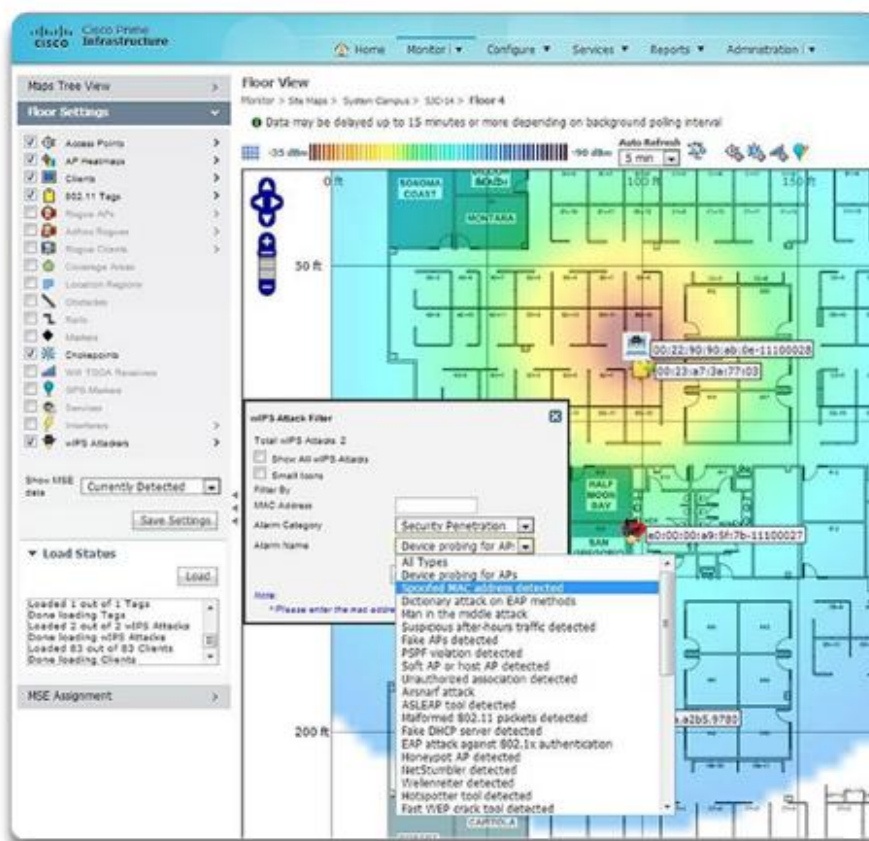 CISCO
Cisco Prime
Infrastructure
Home Monitor Configure Services Reports Administration
Maps Tree View
Floor Settings
Access Points
AP Heatmaps
Clients
802.11 Tags
Rogue APs
Adhoc Rogues
Rogue Clients
Coverage Areas
Location Regions
Obstacles
Rails
Markers
Chokepoints
Wifi TDOA Receivers
GPS Markers
Services
Interferers
wIPS Attackers
Show MSE
data
Currently Detected
Save Settings
Load Status
Load
Loaded 1 out of 1 Tags
Done loading Tags
Loaded 2 out of 2 wIPS Attacks
Done loading wIPS Attacks
Loaded 83 out of 83 Clients
Done loading Clients
MSE Assignment
Floor View
Monitor > Site Maps > System Campus > SJC-14 > Floor 4
Data may be delayed up to 15 minutes or more depending on background polling interval
-35 dBm -90 dBm
Auto Refresh
5 min
0 ft 100 ft 150 ft
50 ft
200 ft
SONOMA
COAST
MONTARA
00:22:90:90:ab:0e-11100028
00:23:a7:3a:77:03
HALF
MOON
BAY
SAN
GREGORIO
e0:00:00:a9:5f:7b-11100027
a2b5.9780
CAPITOLA
wIPS Attack Filter
Total wIPS Attacks 2
Show All wIPS Attacks
Small Icons
Filter By
MAC Address
Alarm Category Security Penetration
Alarm Name Device probing for AP
Note:
*Please enter the mac addre
All Types
Device probing for APs
Spoofed MAC address detected
Dictionary attack on EAP methods
Man in the middle attack
Suspicious after-hours traffic detected
Fake APs detected
PSPF violation detected
Soft AP or host AP detected
Unauthorized association detected
Airsnarf attack
ASLEAP tool detected
Malformed 802.11 packets detected
Fake DHCP server detected
EAP attack against 802.1x authentication
Honeypot AP detected
NetStumbler detected
Wellenreiter detected
Hotspotter tool detected
Fast WEP crack tool detected